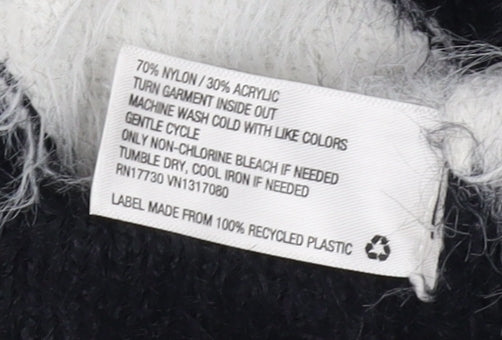 70% NYLON / 30% ACRYLIC
TURN GARMENT INSIDE OUT
MACHINE WASH COLD WITH LIKE COLORS
GENTLE CYCLE
ONLY NON-CHLORINE BLEACH IF NEEDED
TUMBLE DRY, COOL IRON IF NEEDED
RN17730 VN1317080
LABEL MADE FROM 100% RECYCLED PLASTIC